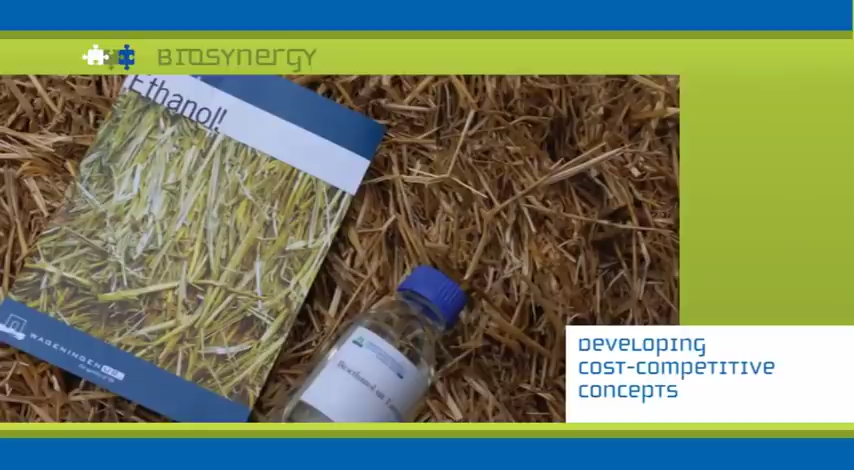 BIOSYNERGY
Ethanol!
WAGENINGEN UR
DEVELOPING
COST-COMPETITIVE
CONCEPTS